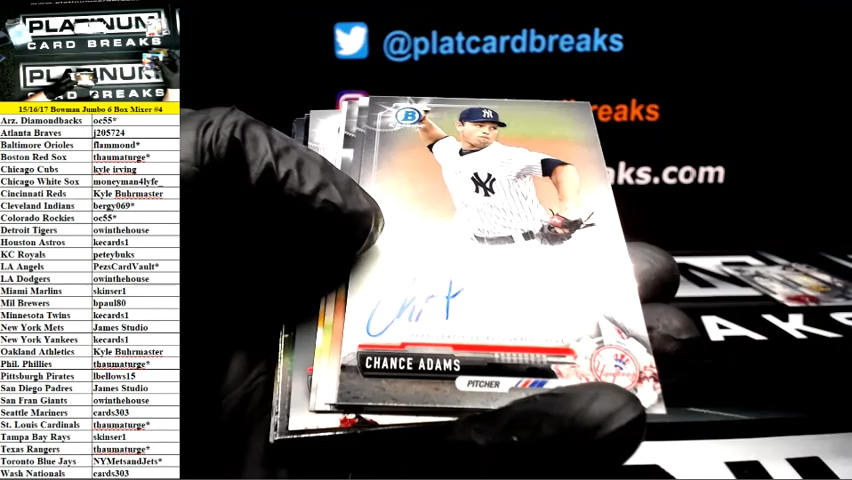 PLATINUM
CARD BREAKS
PLATINUM
CARD BREAKS
15/16/17 Bowman Jumbo 6 Box Mixer #4
Arz. Diamondbacks oc55*
Atlanta Braves j205724
Baltimore Orioles flammond*
Boston Red Sox thaumaturge*
Chicago Cubs kyle irving
Chicago White Sox moneyman4lyfe_
Cincinnati Reds Kyle Buhrmaster
Cleveland Indians bergy069*
Colorado Rockies oc55*
Detroit Tigers owinthehouse
Houston Astros kecards1
KC Royals peteybuks
LA Angels PezsCardVault*
LA Dodgers owinthehouse
Miami Marlins skinser1
Mil Brewers bpaul80
Minnesota Twins kecards1
New York Mets James Studio
New York Yankees kecards1
Oakland Athletics Kyle Buhrmaster
Phil. Phillies thaumaturge*
Pittsburgh Pirates lbellows15
San Diego Padres James Studio
San Fran Giants owinthehouse
Seattle Mariners cards303
St. Louis Cardinals thaumaturge*
Tampa Bay Rays skinser1
Texas Rangers thaumaturge*
Toronto Blue Jays NYMetsandJets*
Wash Nationals cards303
@platcardbreaks
breaks
ks.com
B
NY
CHANCE ADAMS
PITCHER
Yankees
M
AKS